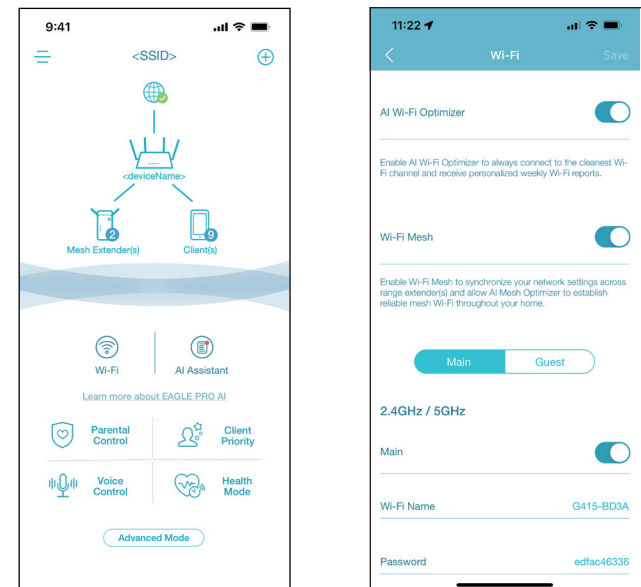 9:41
<SSID>
<deviceName>
2
9
Mesh Extender(s)
Client(s)
Wi-Fi
AI Assistant
Learn more about EAGLE PRO AI
Parental
Control
Client
Priority
Voice
Control
Health
Mode
Advanced Mode
11:22
Wi-Fi
Save
AI Wi-Fi Optimizer
Enable AI Wi-Fi Optimizer to always connect to the cleanest Wi-
Fi channel and receive personalized weekly Wi-Fi reports.
Wi-Fi Mesh
Enable Wi-Fi Mesh to synchronize your network settings across
range extender(s) and allow AI Mesh Optimizer to establish
reliable mesh Wi-Fi throughout your home.
Main
Guest
2.4GHz / 5GHz
Main
Wi-Fi Name
G415-BD3A
Password
edfac46336